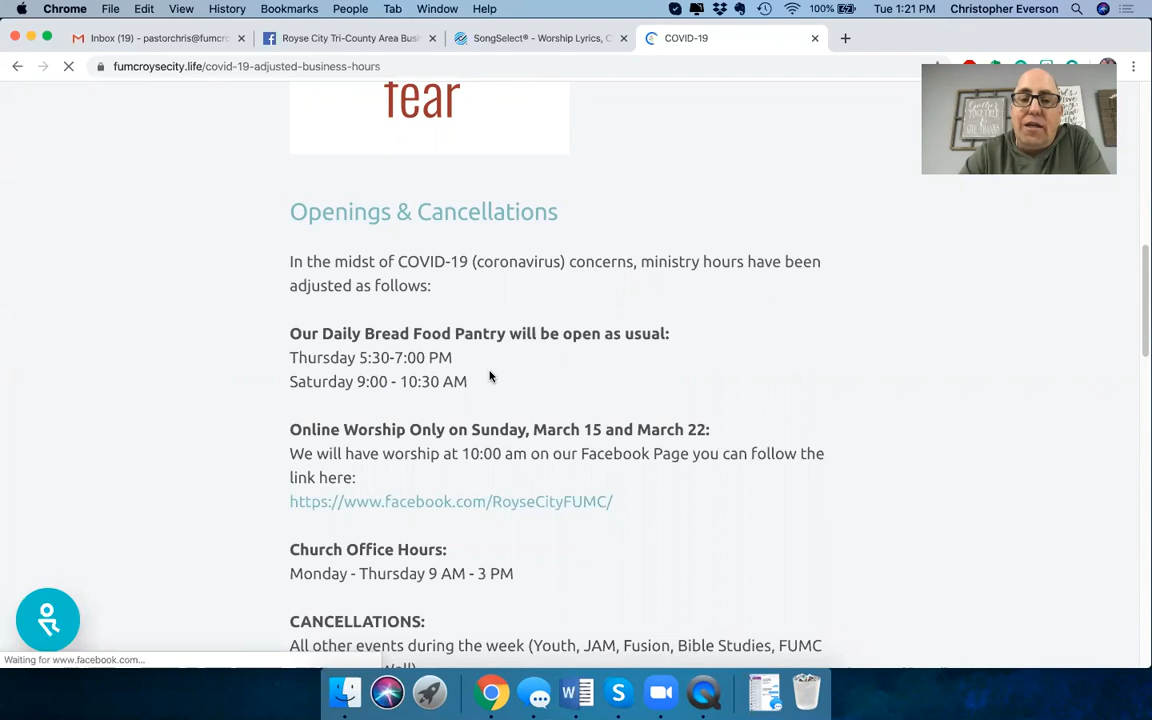 Chrome File Edit View History Bookmarks People Tab Window Help 100% Tue 1:21 PM Christopher Everson
Inbox (19) - pastorchris@fumcro
Royse City Tri-County Area Busi
SongSelect® - Worship Lyrics, C
COVID-19
fumcroysecity.life/covid-19-adjusted-business-hours
fear
Openings & Cancellations
In the midst of COVID-19 (coronavirus) concerns, ministry hours have been
adjusted as follows:
Our Daily Bread Food Pantry will be open as usual:
Thursday 5:30-7:00 PM
Saturday 9:00 - 10:30 AM
Online Worship Only on Sunday, March 15 and March 22:
We will have worship at 10:00 am on our Facebook Page you can follow the
link here:
https://www.facebook.com/RoyseCityFUMC/
Church Office Hours:
Monday - Thursday 9 AM - 3 PM
CANCELLATIONS:
All other events during the week (Youth, JAM, Fusion, Bible Studies, FUMC
Waiting for www.facebook.com...